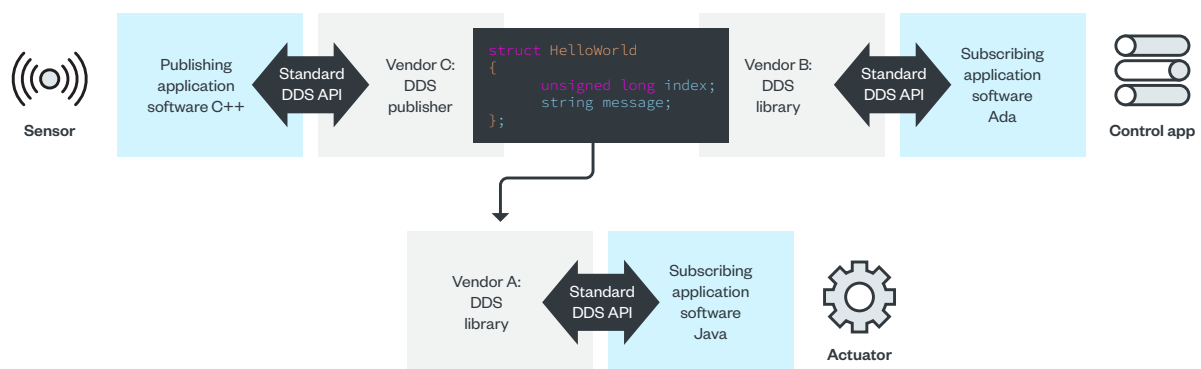 Sensor
Publishing
application
software C++
Standard
DDS API
Vendor C:
DDS
publisher
struct HelloWorld
{
unsigned long index;
string message;
};
Vendor B:
DDS
library
Standard
DDS API
Subscribing
application
software
Ada
Control app
Vendor A:
DDS
library
Standard
DDS API
Subscribing
application
software
Java
Actuator